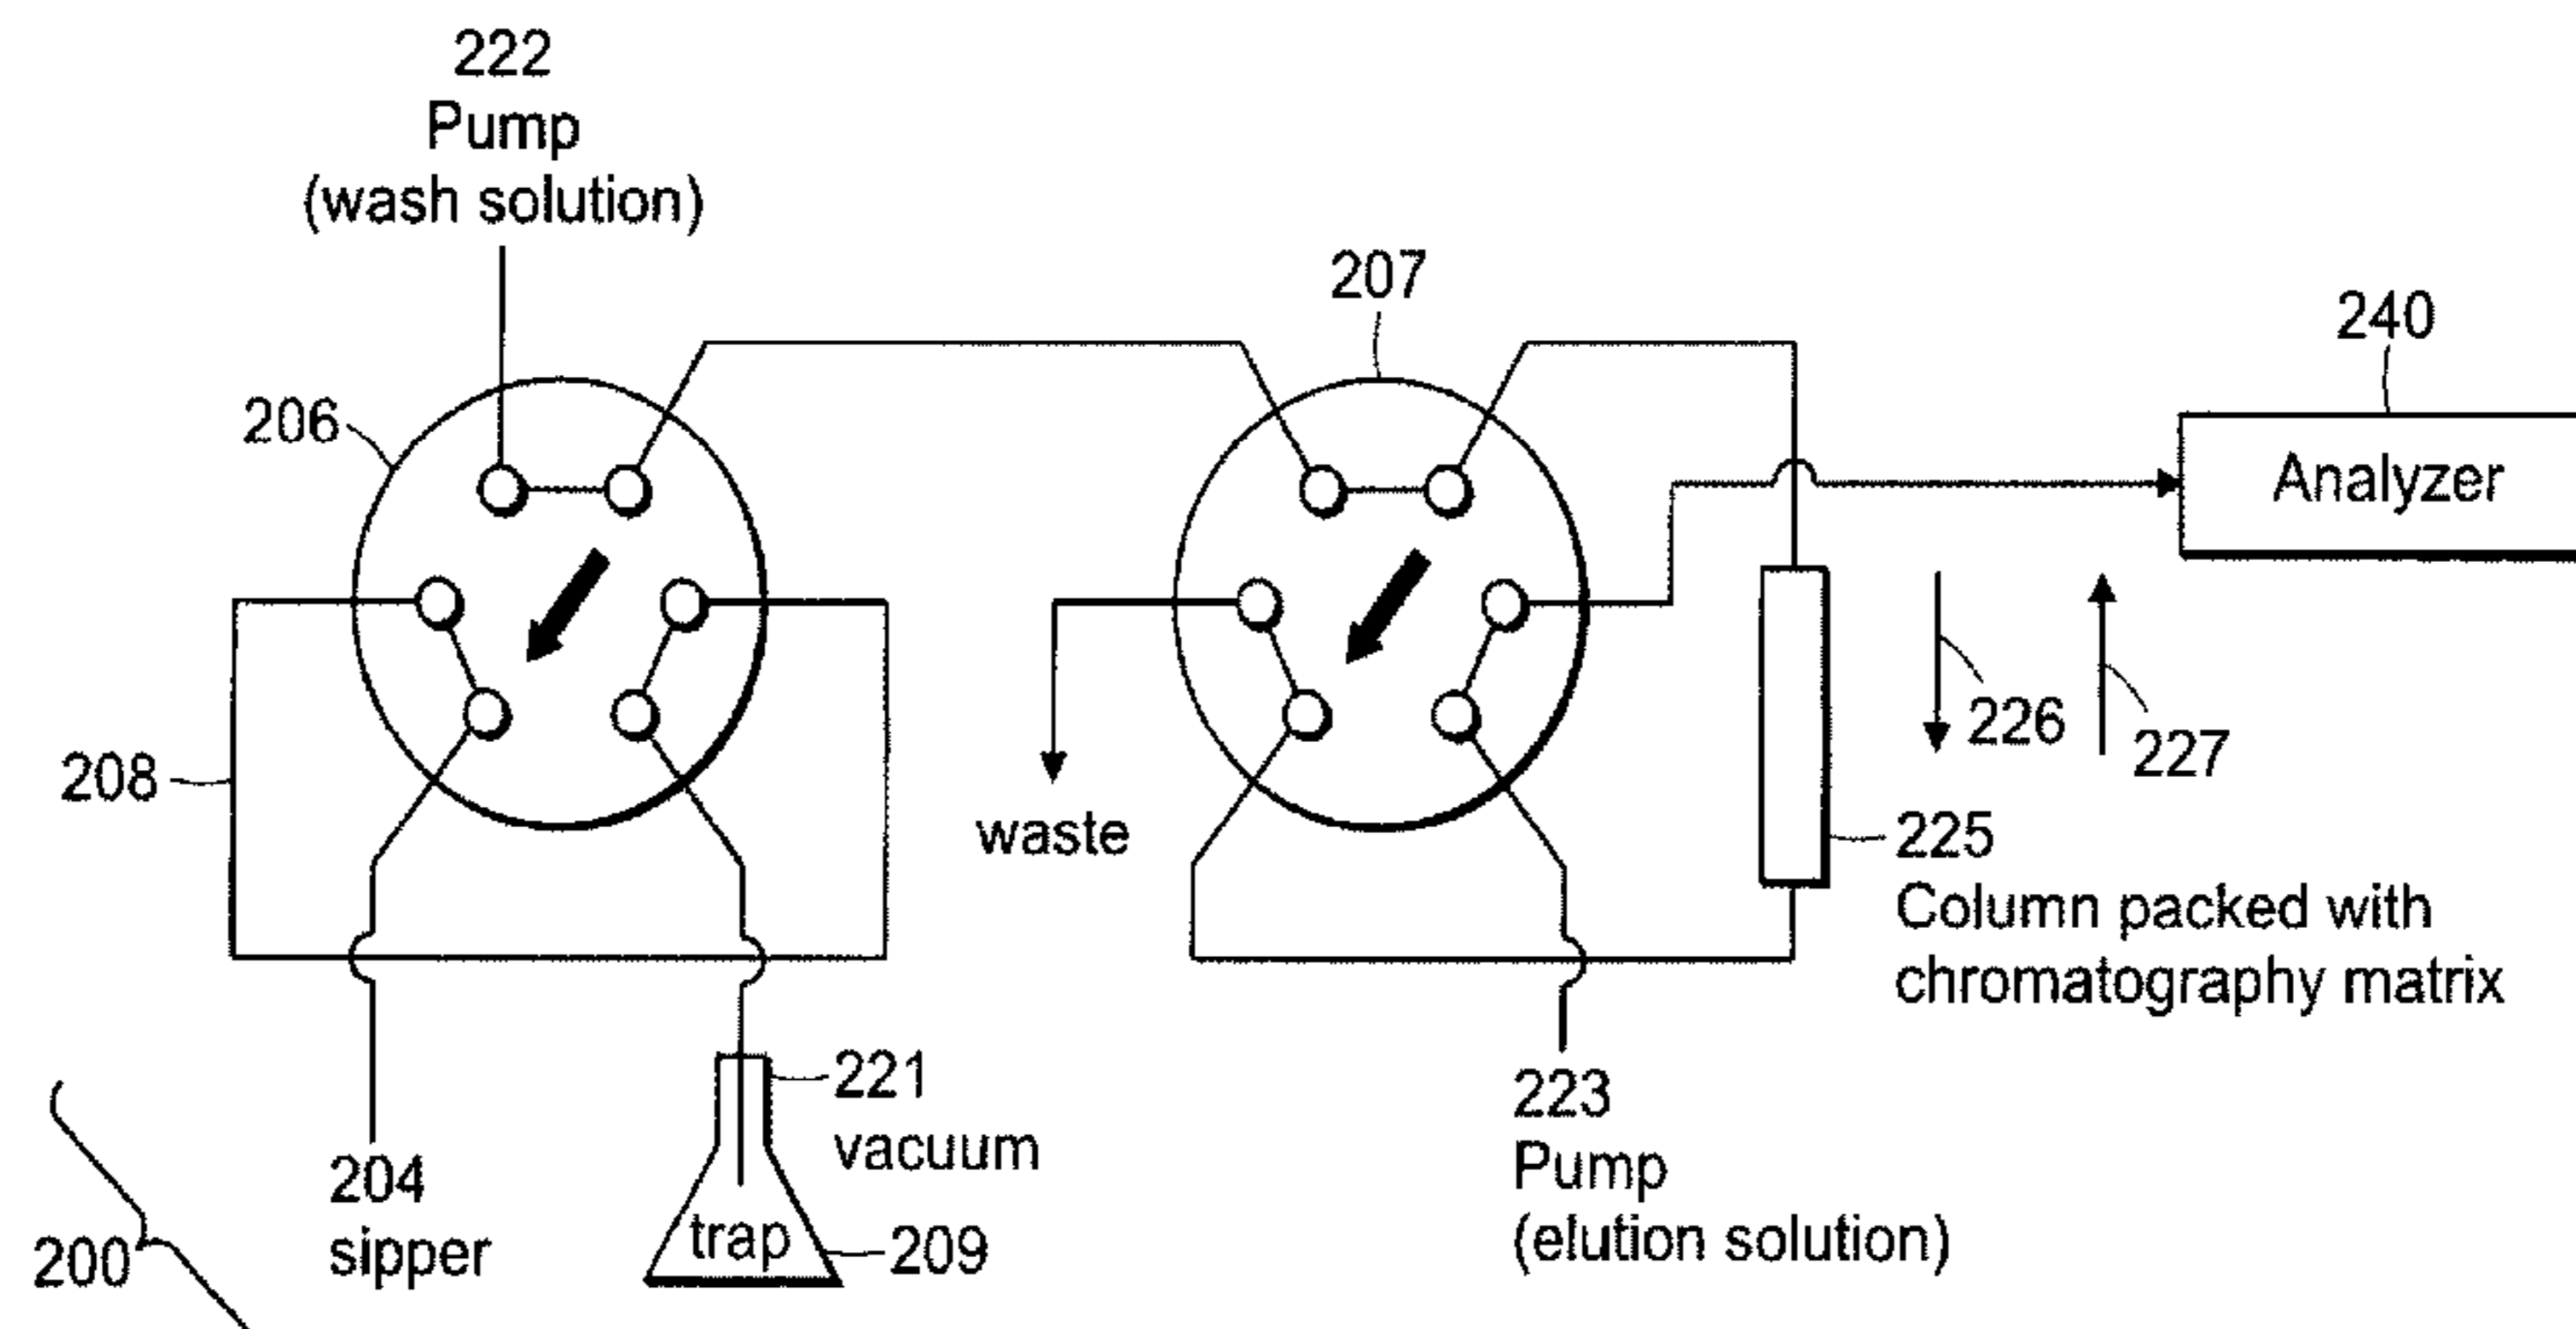 222
Pump
(wash solution)
207
240
Analyzer
206
208
waste
226
227
225
Column packed with
chromatography matrix
221
vacuum
223
Pump
(elution solution)
204
sipper
trap
209
200